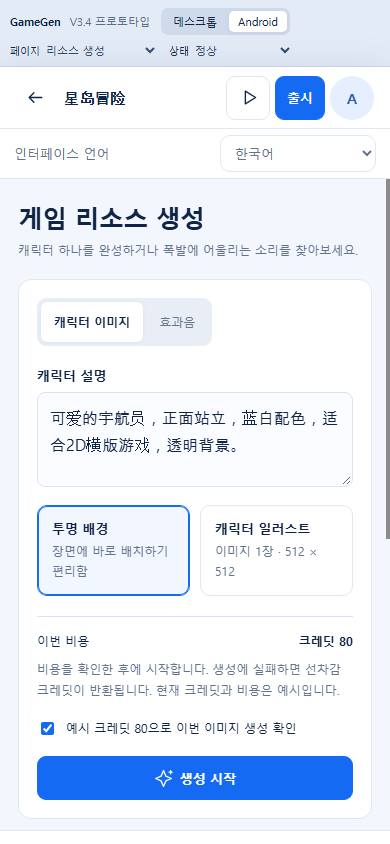 GameGen V3.4 프로토타입 데스크톱 Android
페이지 리소스 생성 상태 정상
星岛冒险 출시 A
인터페이스 언어 한국어
게임 리소스 생성
캐릭터 하나를 완성하거나 폭발에 어울리는 소리를 찾아보세요.
캐릭터 이미지 효과음
캐릭터 설명
可爱的宇航员，正面站立，蓝白配色，适
合2D横版游戏，透明背景。
투명 배경
장면에 바로 배치하기
편리함
캐릭터 일러스트
이미지 1장 · 512 ×
512
이번 비용 크레딧 80
비용을 확인한 후에 시작합니다. 생성에 실패하면 선차감
크레딧이 반환됩니다. 현재 크레딧과 비용은 예시입니다.
예시 크레딧 80으로 이번 이미지 생성 확인
생성 시작